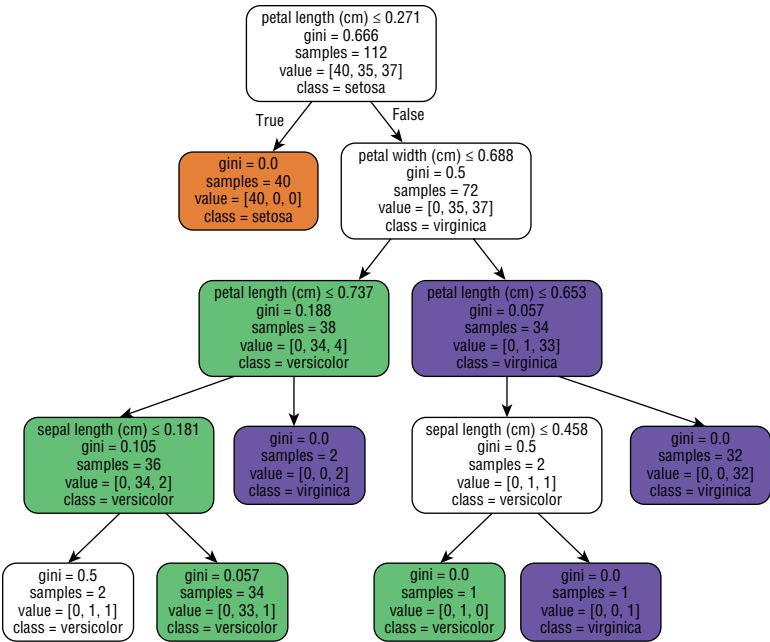 petal length (cm) ≤ 0.271
gini = 0.666
samples = 112
value = [40, 35, 37]
class = setosa
True
False
gini = 0.0
samples = 40
value = [40, 0, 0]
class = setosa
petal width (cm) ≤ 0.688
gini = 0.5
samples = 72
value = [0, 35, 37]
class = virginica
petal length (cm) ≤ 0.737
gini = 0.188
samples = 38
value = [0, 34, 4]
class = versicolor
petal length (cm) ≤ 0.653
gini = 0.057
samples = 34
value = [0, 1, 33]
class = virginica
sepal length (cm) ≤ 0.181
gini = 0.105
samples = 36
value = [0, 34, 2]
class = versicolor
gini = 0.0
samples = 2
value = [0, 0, 2]
class = virginica
sepal length (cm) ≤ 0.458
gini = 0.5
samples = 2
value = [0, 1, 1]
class = versicolor
gini = 0.0
samples = 32
value = [0, 0, 32]
class = virginica
gini = 0.5
samples = 2
value = [0, 1, 1]
class = versicolor
gini = 0.057
samples = 34
value = [0, 33, 1]
class = versicolor
gini = 0.0
samples = 1
value = [0, 1, 0]
class = versicolor
gini = 0.0
samples = 1
value = [0, 0, 1]
class = virginica